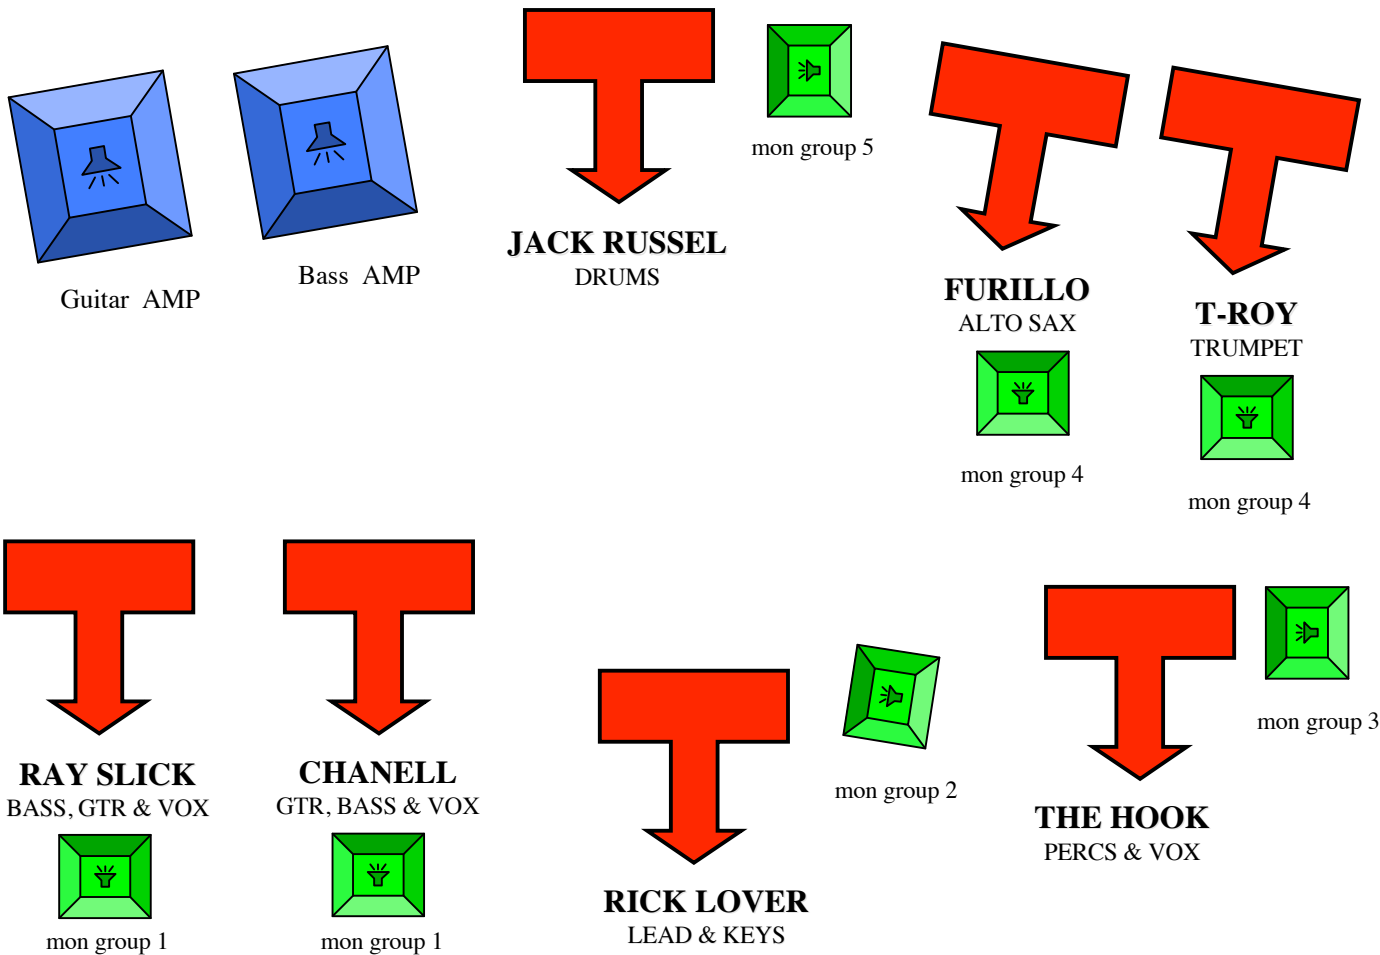 mon group 5
JACK RUSSEL
DRUMS
Guitar  AMP
Bass  AMP
FURILLO
ALTO SAX
T-ROY
TRUMPET
mon group 4
mon group 4
RAY SLICK
BASS, GTR & VOX
mon group 1
CHANELL
GTR, BASS & VOX
mon group 1
mon group 2
RICK LOVER
LEAD & KEYS
mon group 3
THE HOOK
PERCS & VOX